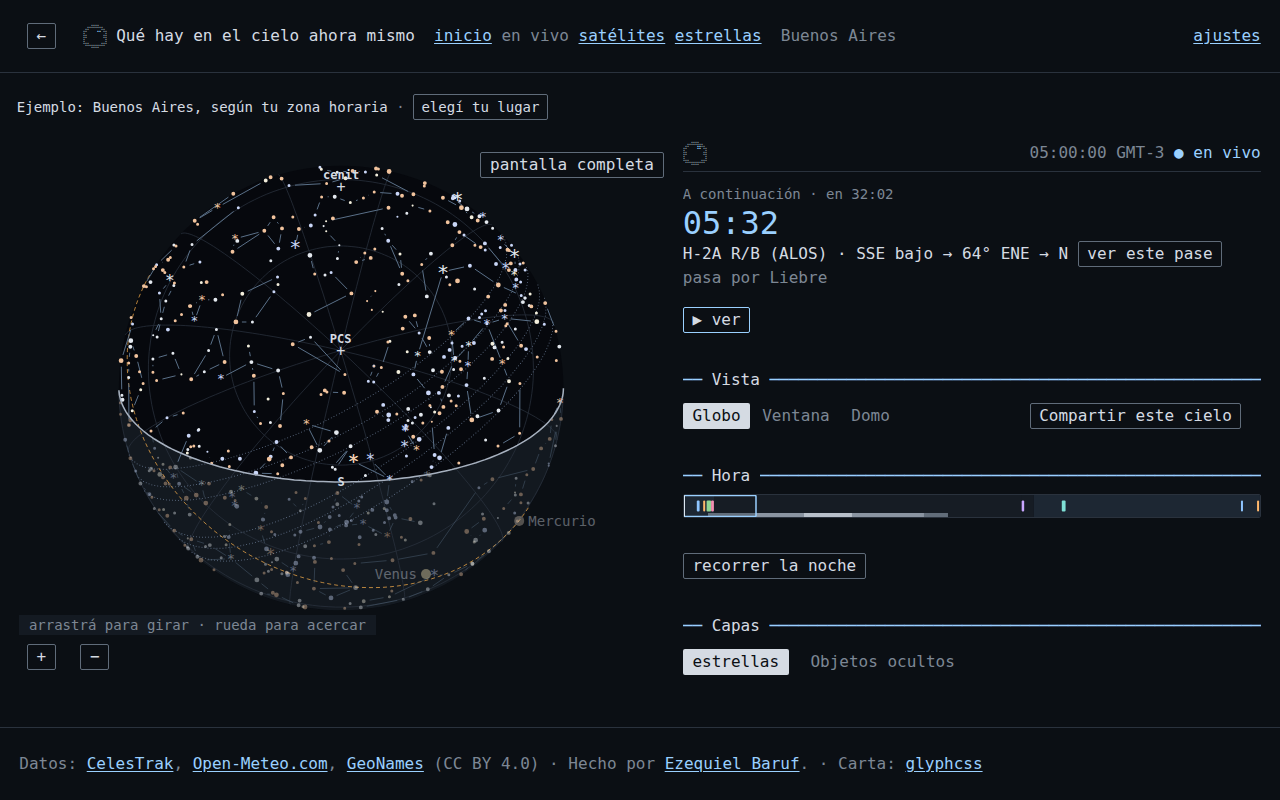 ← Qué hay en el cielo ahora mismo inicio en vivo satélites estrellas Buenos Aires ajustes
Ejemplo: Buenos Aires, según tu zona horaria · elegí tu lugar
pantalla completa
cenit
PCS
S
Mercurio
Venus
arrastrá para girar · rueda para acercar
+ −
05:00:00 GMT-3 ● en vivo
A continuación · en 32:02
05:32
H-2A R/B (ALOS) · SSE bajo → 64° ENE → N ver este pase
pasa por Liebre
▶ ver
Vista
Globo Ventana Domo Compartir este cielo
Hora
recorrer la noche
Capas
estrellas Objetos ocultos
Datos: CelesTrak, Open-Meteo.com, GeoNames (CC BY 4.0) · Hecho por Ezequiel Baruf. · Carta: glyphcss